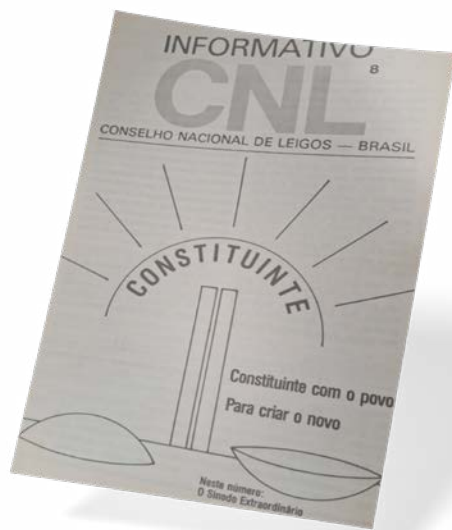 INFORMATIVO
8
CNL
CONSELHO NACIONAL DE LEIGOS — BRASIL
CONSTITUINTE
Constituinte com o povo
Para criar o novo
Neste número:
O Sínodo Extraordinário